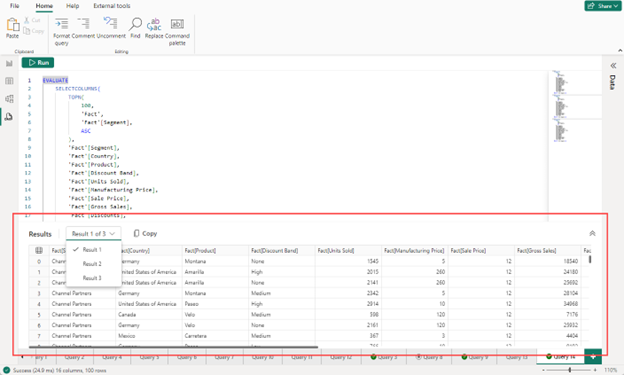 File Home Help External tools
Share
Paste
Cut
Copy
Format query
Comment
Uncomment
Find
Replace
Command palette
Clipboard
Editing
Run
Data
1 EVALUATE
2 SELECTCOLUMNS(
3 TOPN(
4 100,
5 'Fact',
6 'Fact'[Segment],
7 ASC
8 ),
9 'Fact'[Segment],
10 'Fact'[Country],
11 'Fact'[Product],
12 'Fact'[Discount Band],
13 'Fact'[Units Sold],
14 'Fact'[Manufacturing Price],
15 'Fact'[Sale Price],
16 'Fact'[Gross Sales],
17 'Fact'[Discounts],
Results
Result 1 of 3
Copy
Result 1
Result 2
Result 3
Fact[Country] Fact[Product] Fact[Discount Band] Fact[Units Sold] Fact[Manufacturing Price] Fact[Sale Price] Fact[Gross Sales]
0 Germany Montana None 1545 5 12 18540
1 United States of America Amarilla High 2015 260 12 24180
2 United States of America Amarilla None 2141 260 12 25692
3 Channel Partners Germany Montana Medium 2342 5 12 28104
4 Channel Partners United States of America Paseo High 2914 10 12 34968
5 Channel Partners Canada Velo Medium 598 120 12 7176
6 Channel Partners Germany Velo None 2161 120 12 25932
7 Channel Partners Mexico Carretera Medium 367 3 12 4404
Query 2 Query 4 Query 5 Query 6 Query 7 Query 10 Query 11 Query 12 Query 3 Query 8 Query 9 Query 13 Query 14
Success (24.9 ms) 16 columns, 100 rows
110%